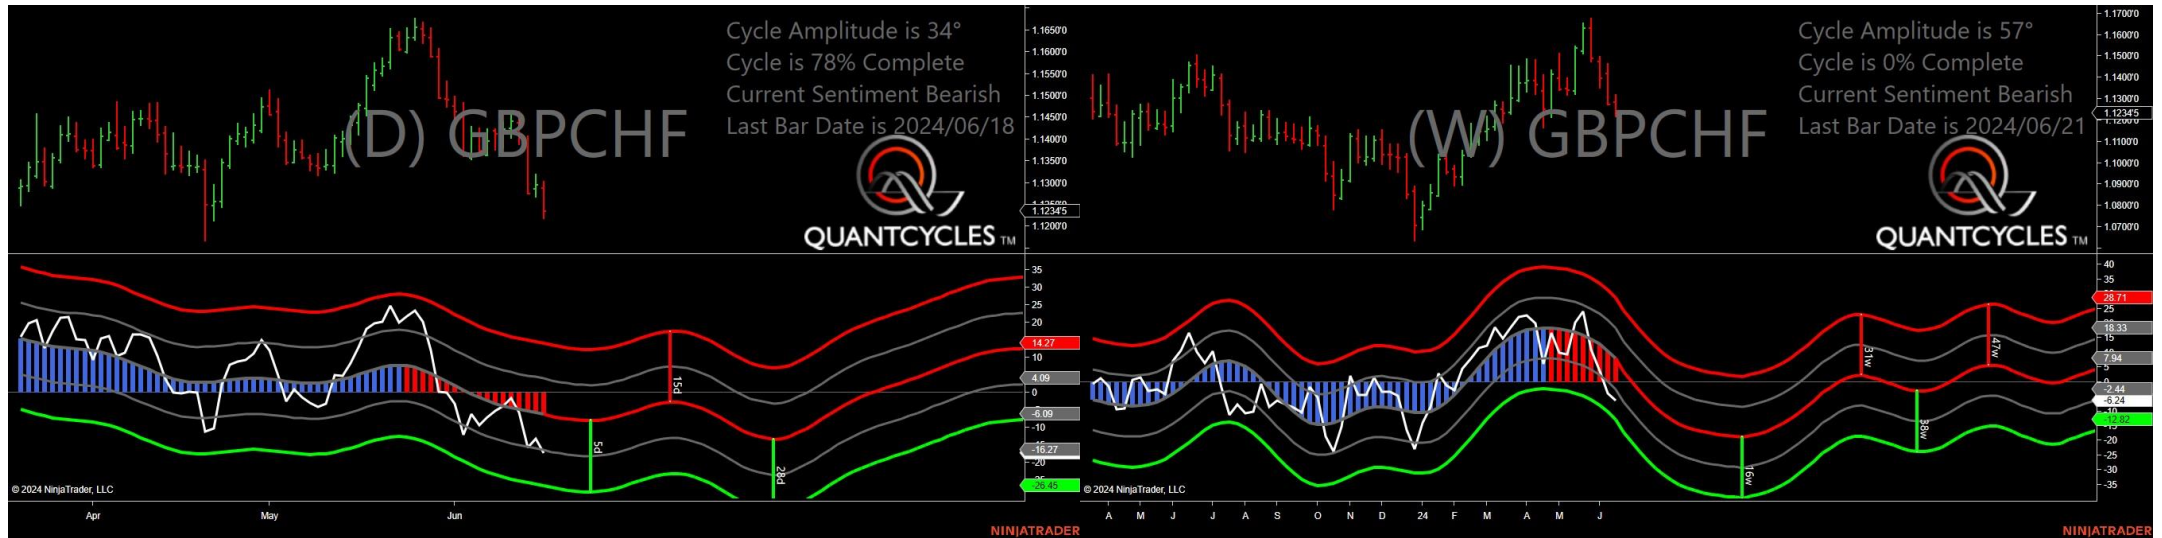 Cycle Amplitude is 34°
Cycle is 78% Complete
Current Sentiment Bearish
Last Bar Date is 2024/06/18
(D) GBPCHF
QUANTCYCLES TM
1.1650'0
1.1600'0
1.1550'0
1.1500'0
1.1450'0
1.1400'0
1.1350'0
1.1300'0
1.1234'5
1.1200'0
35
30
25
20
14.27
10
4.09
0
-6.09
-10
-16.27
-20
-26.45
5d
15d
28d
© 2024 NinjaTrader, LLC
Apr
May
Jun
NINJATRADER
Cycle Amplitude is 57°
Cycle is 0% Complete
Current Sentiment Bearish
Last Bar Date is 2024/06/21
(W) GBPCHF
QUANTCYCLES TM
1.1700'0
1.1600'0
1.1500'0
1.1400'0
1.1300'0
1.1234'5
1.1100'0
1.1000'0
1.0900'0
1.0800'0
1.0700'0
40
35
28.71
25
18.33
15
7.94
5
-2.44
-6.24
-12.82
-20
-25
-30
-35
16w
31w
38w
47w
© 2024 NinjaTrader, LLC
A M J J A S O N D 24 F M A M J
NINJATRADER